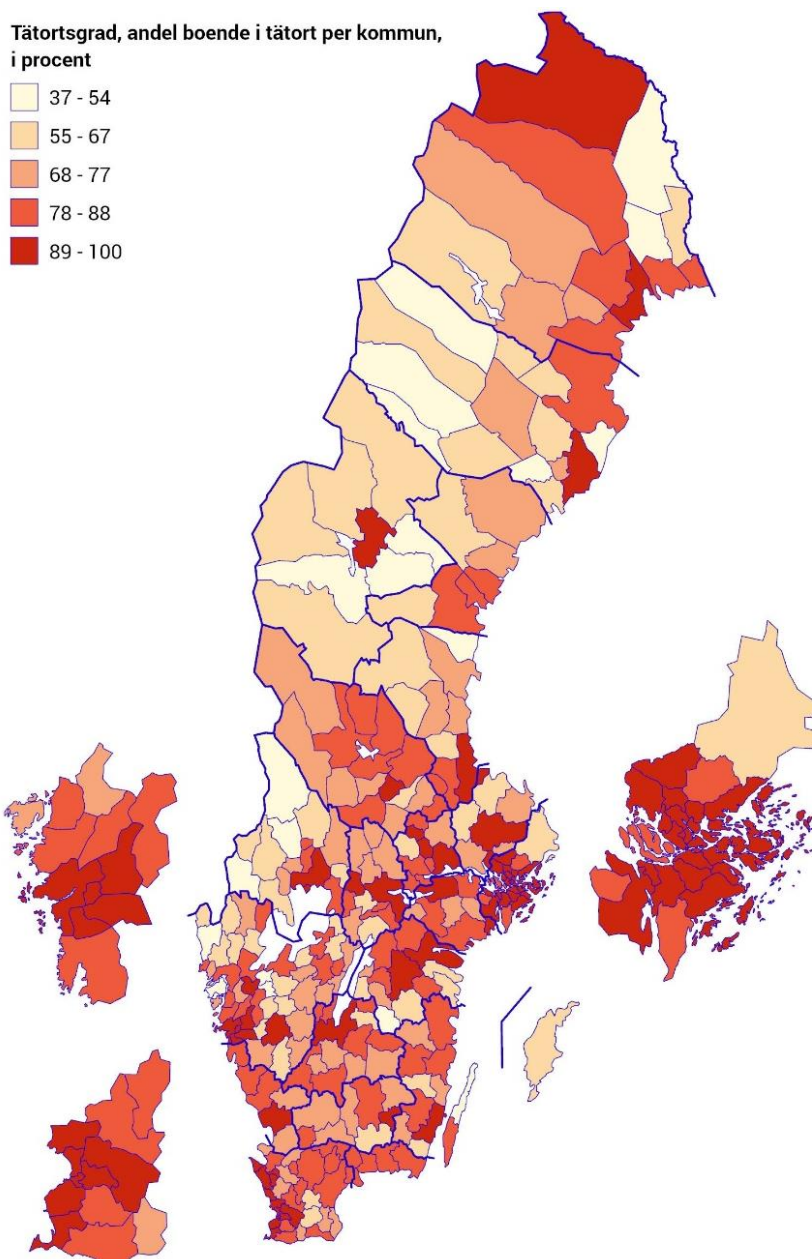 Tätortsgrad, andel boende i tätort per kommun,
i procent
37 - 54
55 - 67
68 - 77
78 - 88
89 - 100